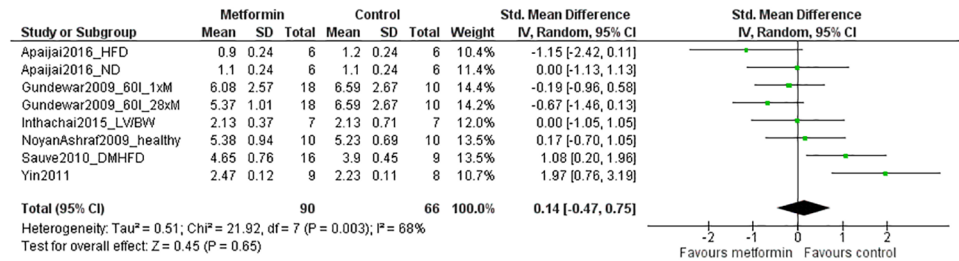 Metformin Control Std. Mean Difference Std. Mean Difference
Study or Subgroup Mean SD Total Mean SD Total Weight IV, Random, 95% CI IV, Random, 95% CI
Apaijai2016_HFD 0.9 0.24 6 1.2 0.24 6 10.4% -1.15 [-2.42, 0.11]
Apaijai2016_ND 1.1 0.24 6 1.1 0.24 6 11.4% 0.00 [-1.13, 1.13]
Gundewar2009_60I_1xM 6.08 2.57 18 6.59 2.67 10 14.4% -0.19 [-0.96, 0.58]
Gundewar2009_60I_28xM 5.37 1.01 18 6.59 2.67 10 14.2% -0.67 [-1.46, 0.13]
Inthachai2015_LV/BW 2.13 0.37 7 2.13 0.71 7 12.0% 0.00 [-1.05, 1.05]
NoyanAshraf2009_healthy 5.38 0.94 10 5.23 0.69 10 13.5% 0.17 [-0.70, 1.05]
Sauve2010_DMHFD 4.65 0.76 16 3.9 0.45 9 13.4% 1.08 [0.20, 1.96]
Yin2011 2.47 0.12 9 2.23 0.11 8 10.7% 1.97 [0.76, 3.19]
Total (95% CI) 90 66 100.0% 0.14 [-0.47, 0.75]
Heterogeneity: Tau² = 0.51; Chi² = 21.92, df = 7 (P = 0.003); I² = 68%
Test for overall effect: Z = 0.45 (P = 0.65)
-2 -1 0 1 2
Favours metformin Favours control